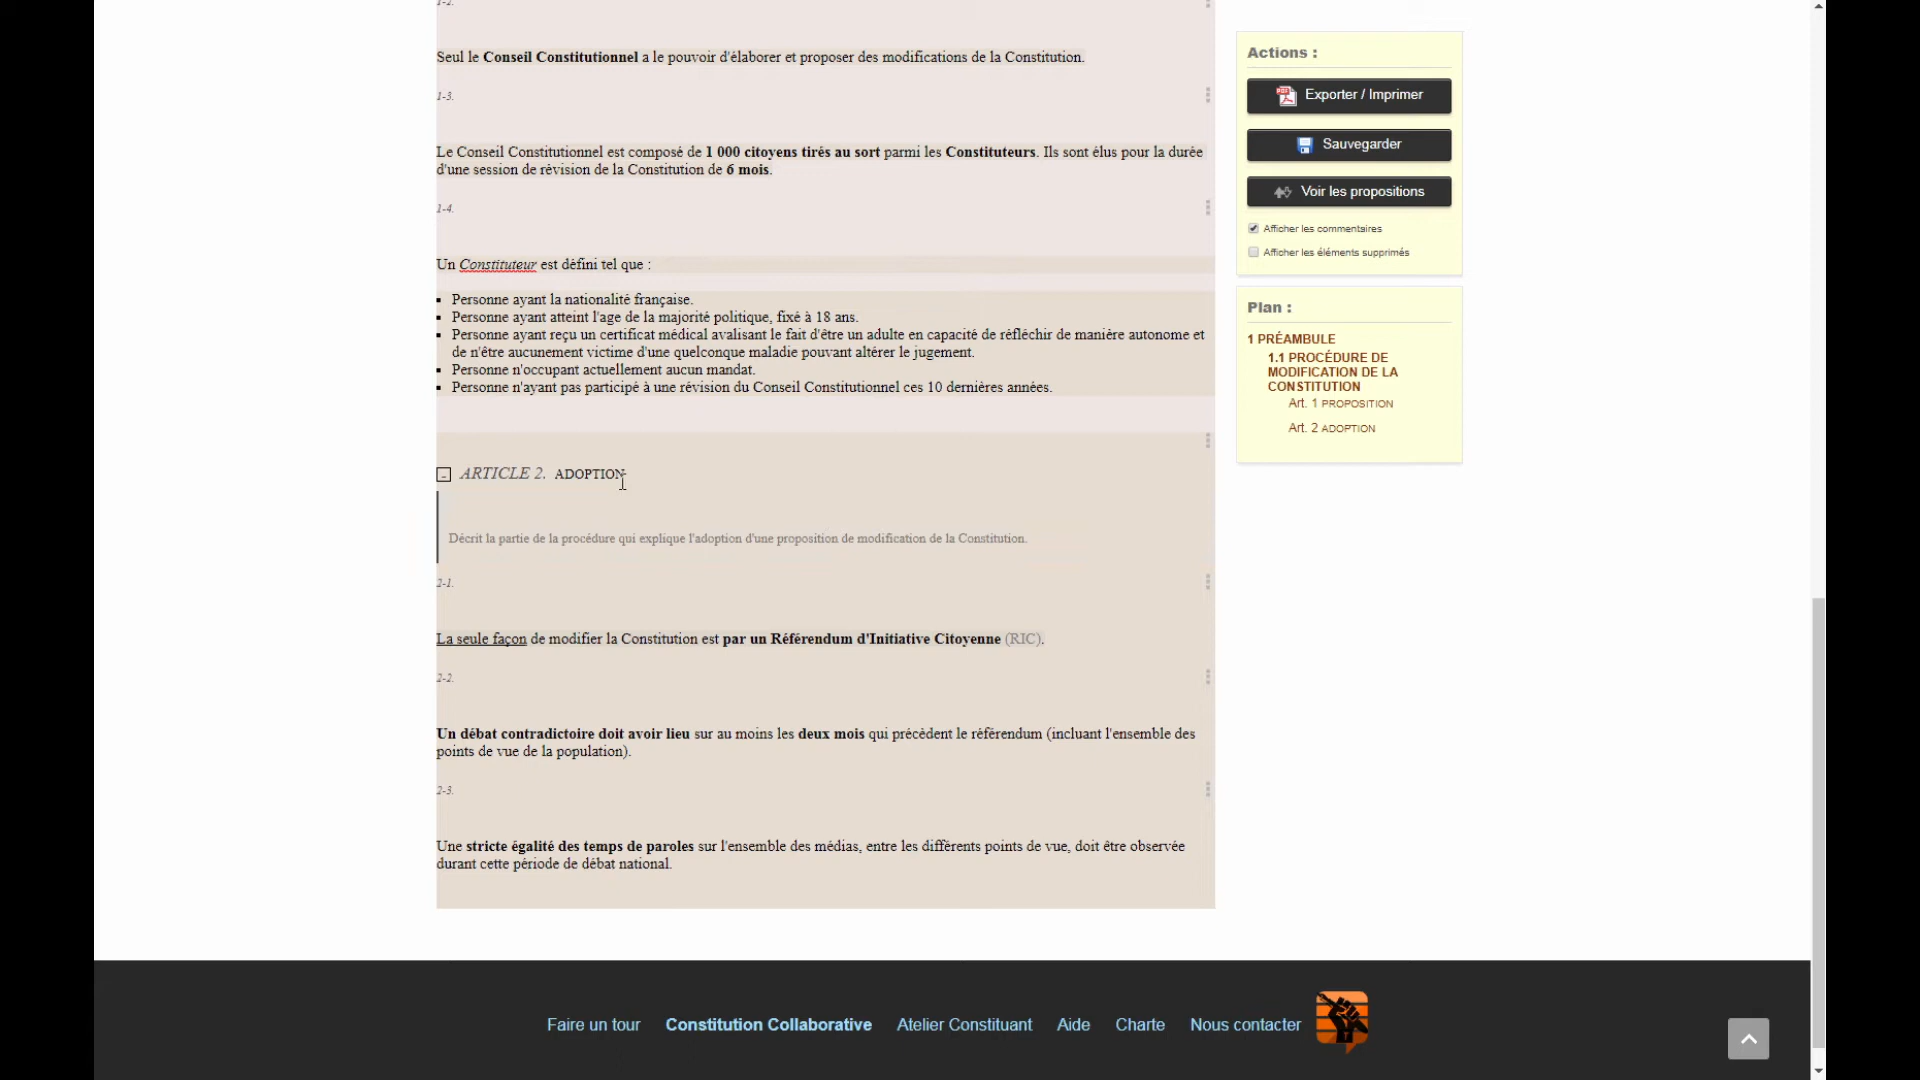 1-2.
Seul le Conseil Constitutionnel a le pouvoir d'élaborer et proposer des modifications de la Constitution.
1-3.
Le Conseil Constitutionnel est composé de 1 000 citoyens tirés au sort parmi les Constituteurs. Ils sont élus pour la durée
d'une session de révision de la Constitution de 6 mois.
1-4.
Un Constituteur est défini tel que :
Personne ayant la nationalité française.
Personne ayant atteint l'age de la majorité politique, fixé à 18 ans.
Personne ayant reçu un certificat médical avalisant le fait d'être un adulte en capacité de réfléchir de manière autonome et
de n'être aucunement victime d'une quelconque maladie pouvant altérer le jugement.
Personne n'occupant actuellement aucun mandat.
Personne n'ayant pas participé à une révision du Conseil Constitutionnel ces 10 dernières années.
ARTICLE 2. ADOPTION
Décrit la partie de la procédure qui explique l'adoption d'une proposition de modification de la Constitution.
2-1.
La seule façon de modifier la Constitution est par un Référendum d'Initiative Citoyenne (RIC).
2-2.
Un débat contradictoire doit avoir lieu sur au moins les deux mois qui précèdent le référendum (incluant l'ensemble des
points de vue de la population).
2-3.
Une stricte égalité des temps de paroles sur l'ensemble des médias, entre les différents points de vue, doit être observée
durant cette période de débat national.
Actions :
Exporter / Imprimer
Sauvegarder
Voir les propositions
Afficher les commentaires
Afficher les éléments supprimés
Plan :
1 PRÉAMBULE
1.1 PROCÉDURE DE
MODIFICATION DE LA
CONSTITUTION
Art. 1 PROPOSITION
Art. 2 ADOPTION
Faire un tour Constitution Collaborative Atelier Constituant Aide Charte Nous contacter